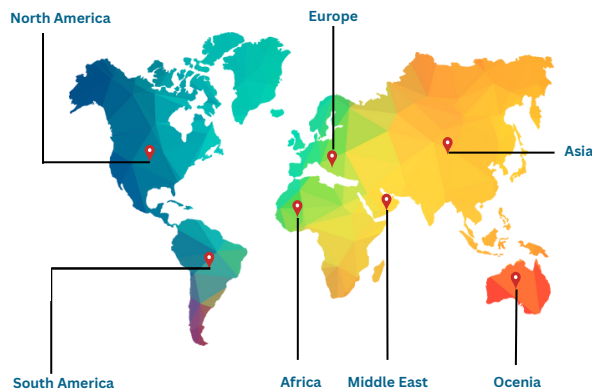 North America
Europe
Asia
South America
Africa
Middle East
Ocenia